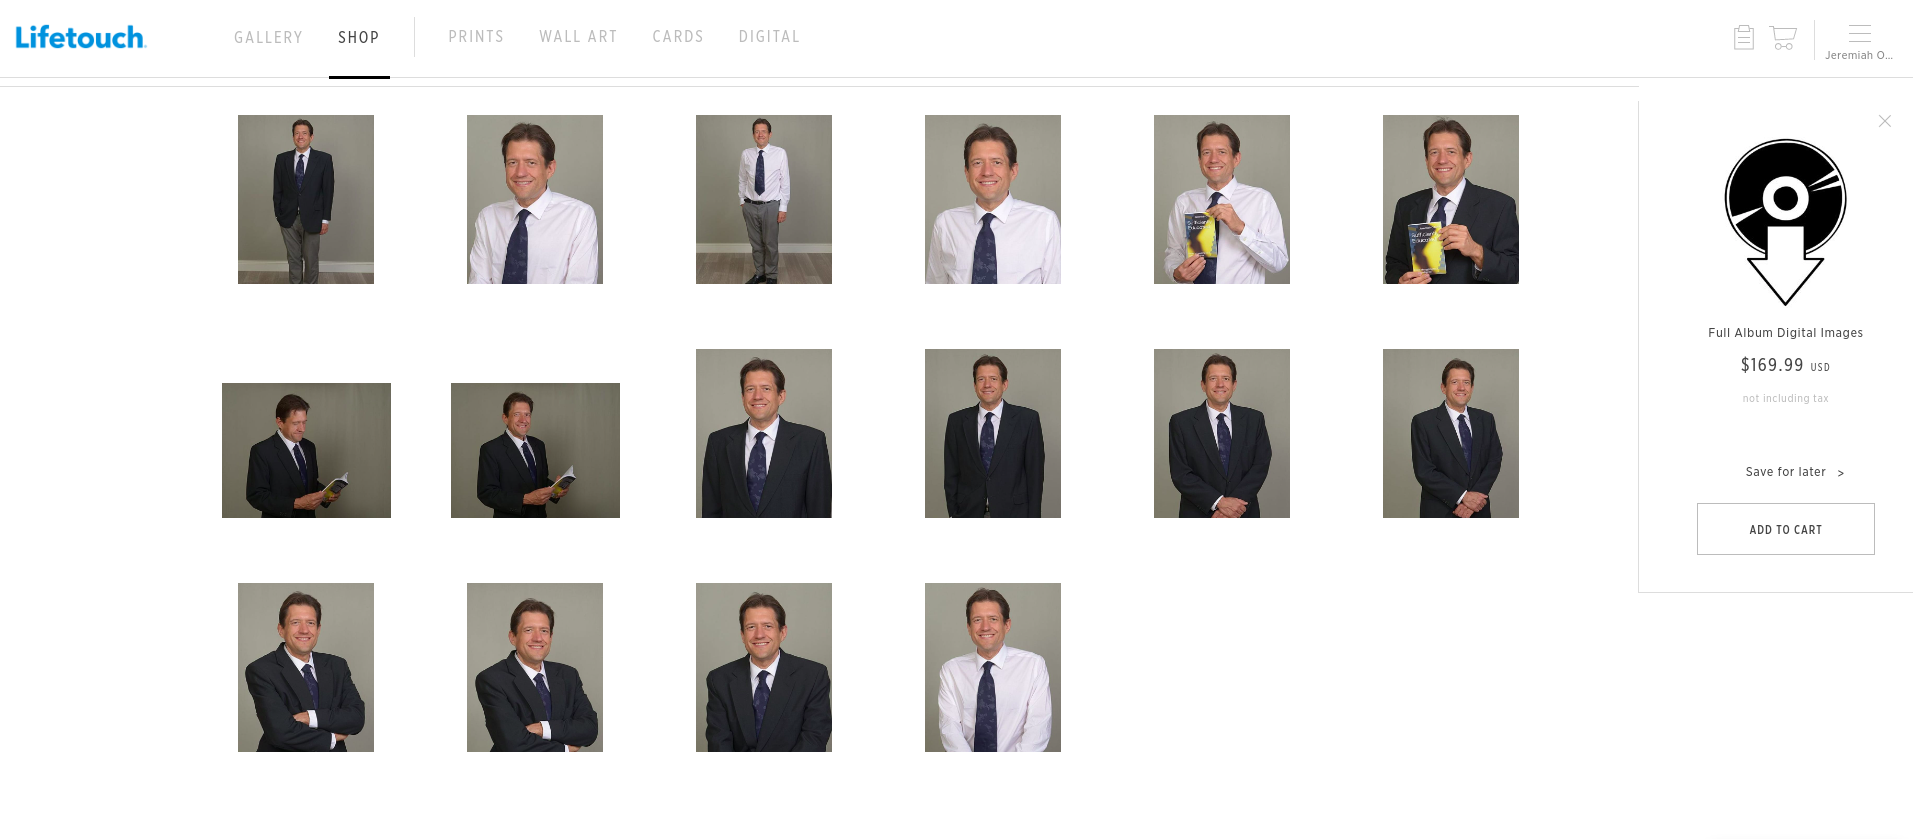 Lifetouch.
GALLERY
SHOP
PRINTS
WALL ART
CARDS
DIGITAL
Jeremiah O...
Full Album Digital Images
$169.99 USD
not including tax
Save for later >
ADD TO CART